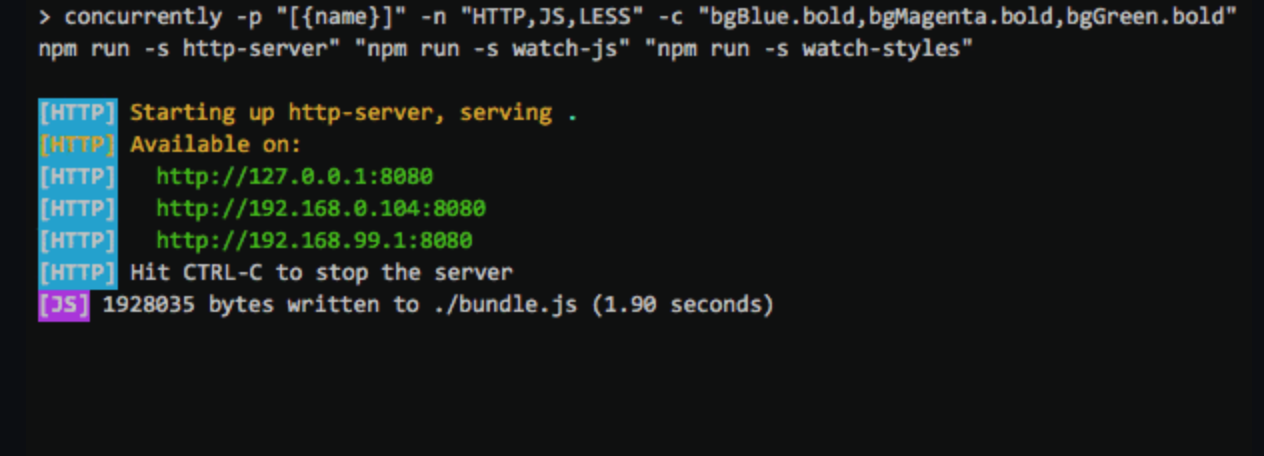 > concurrently -p "[{name}]" -n "HTTP,JS,LESS" -c "bgBlue.bold,bgMagenta.bold,bgGreen.bold"
npm run -s http-server" "npm run -s watch-js" "npm run -s watch-styles"
[HTTP] Starting up http-server, serving .
[HTTP] Available on:
[HTTP]   http://127.0.0.1:8080
[HTTP]   http://192.168.0.104:8080
[HTTP]   http://192.168.99.1:8080
[HTTP] Hit CTRL-C to stop the server
[JS] 1928035 bytes written to ./bundle.js (1.90 seconds)